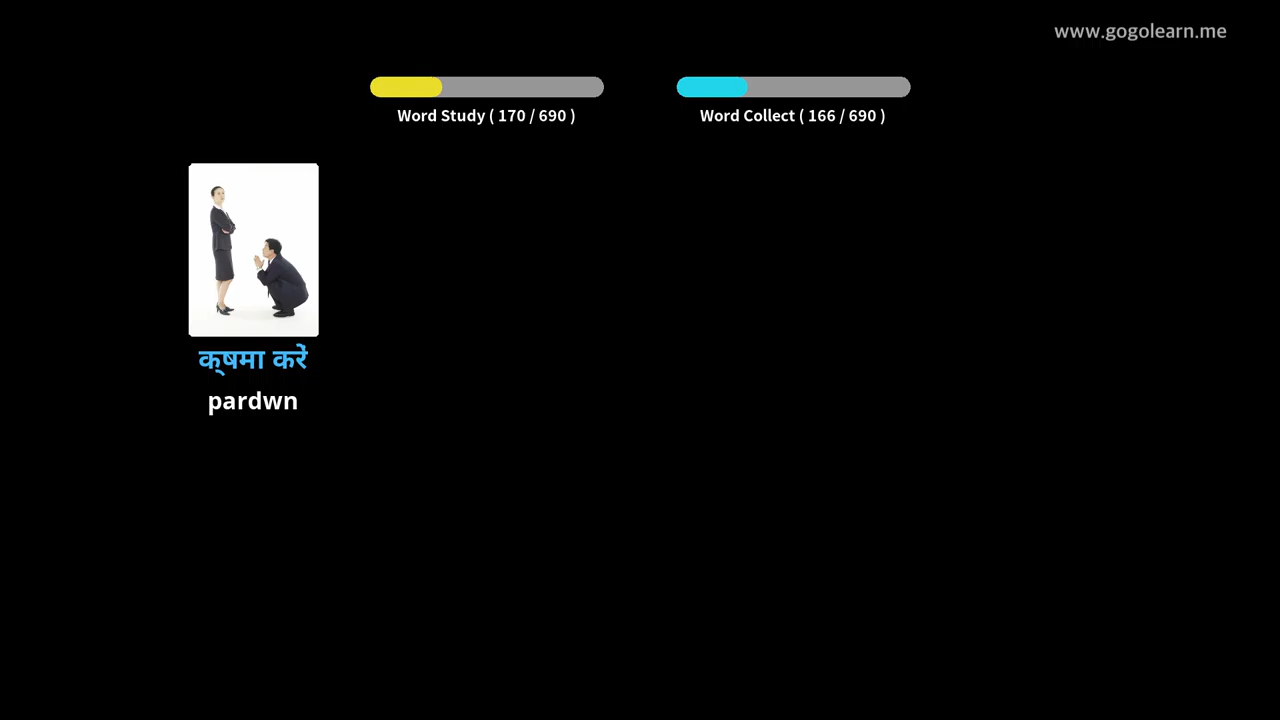 www.gogolearn.me
Word Study ( 170 / 690 )
Word Collect ( 166 / 690 )
क्षमा करें
pardwn